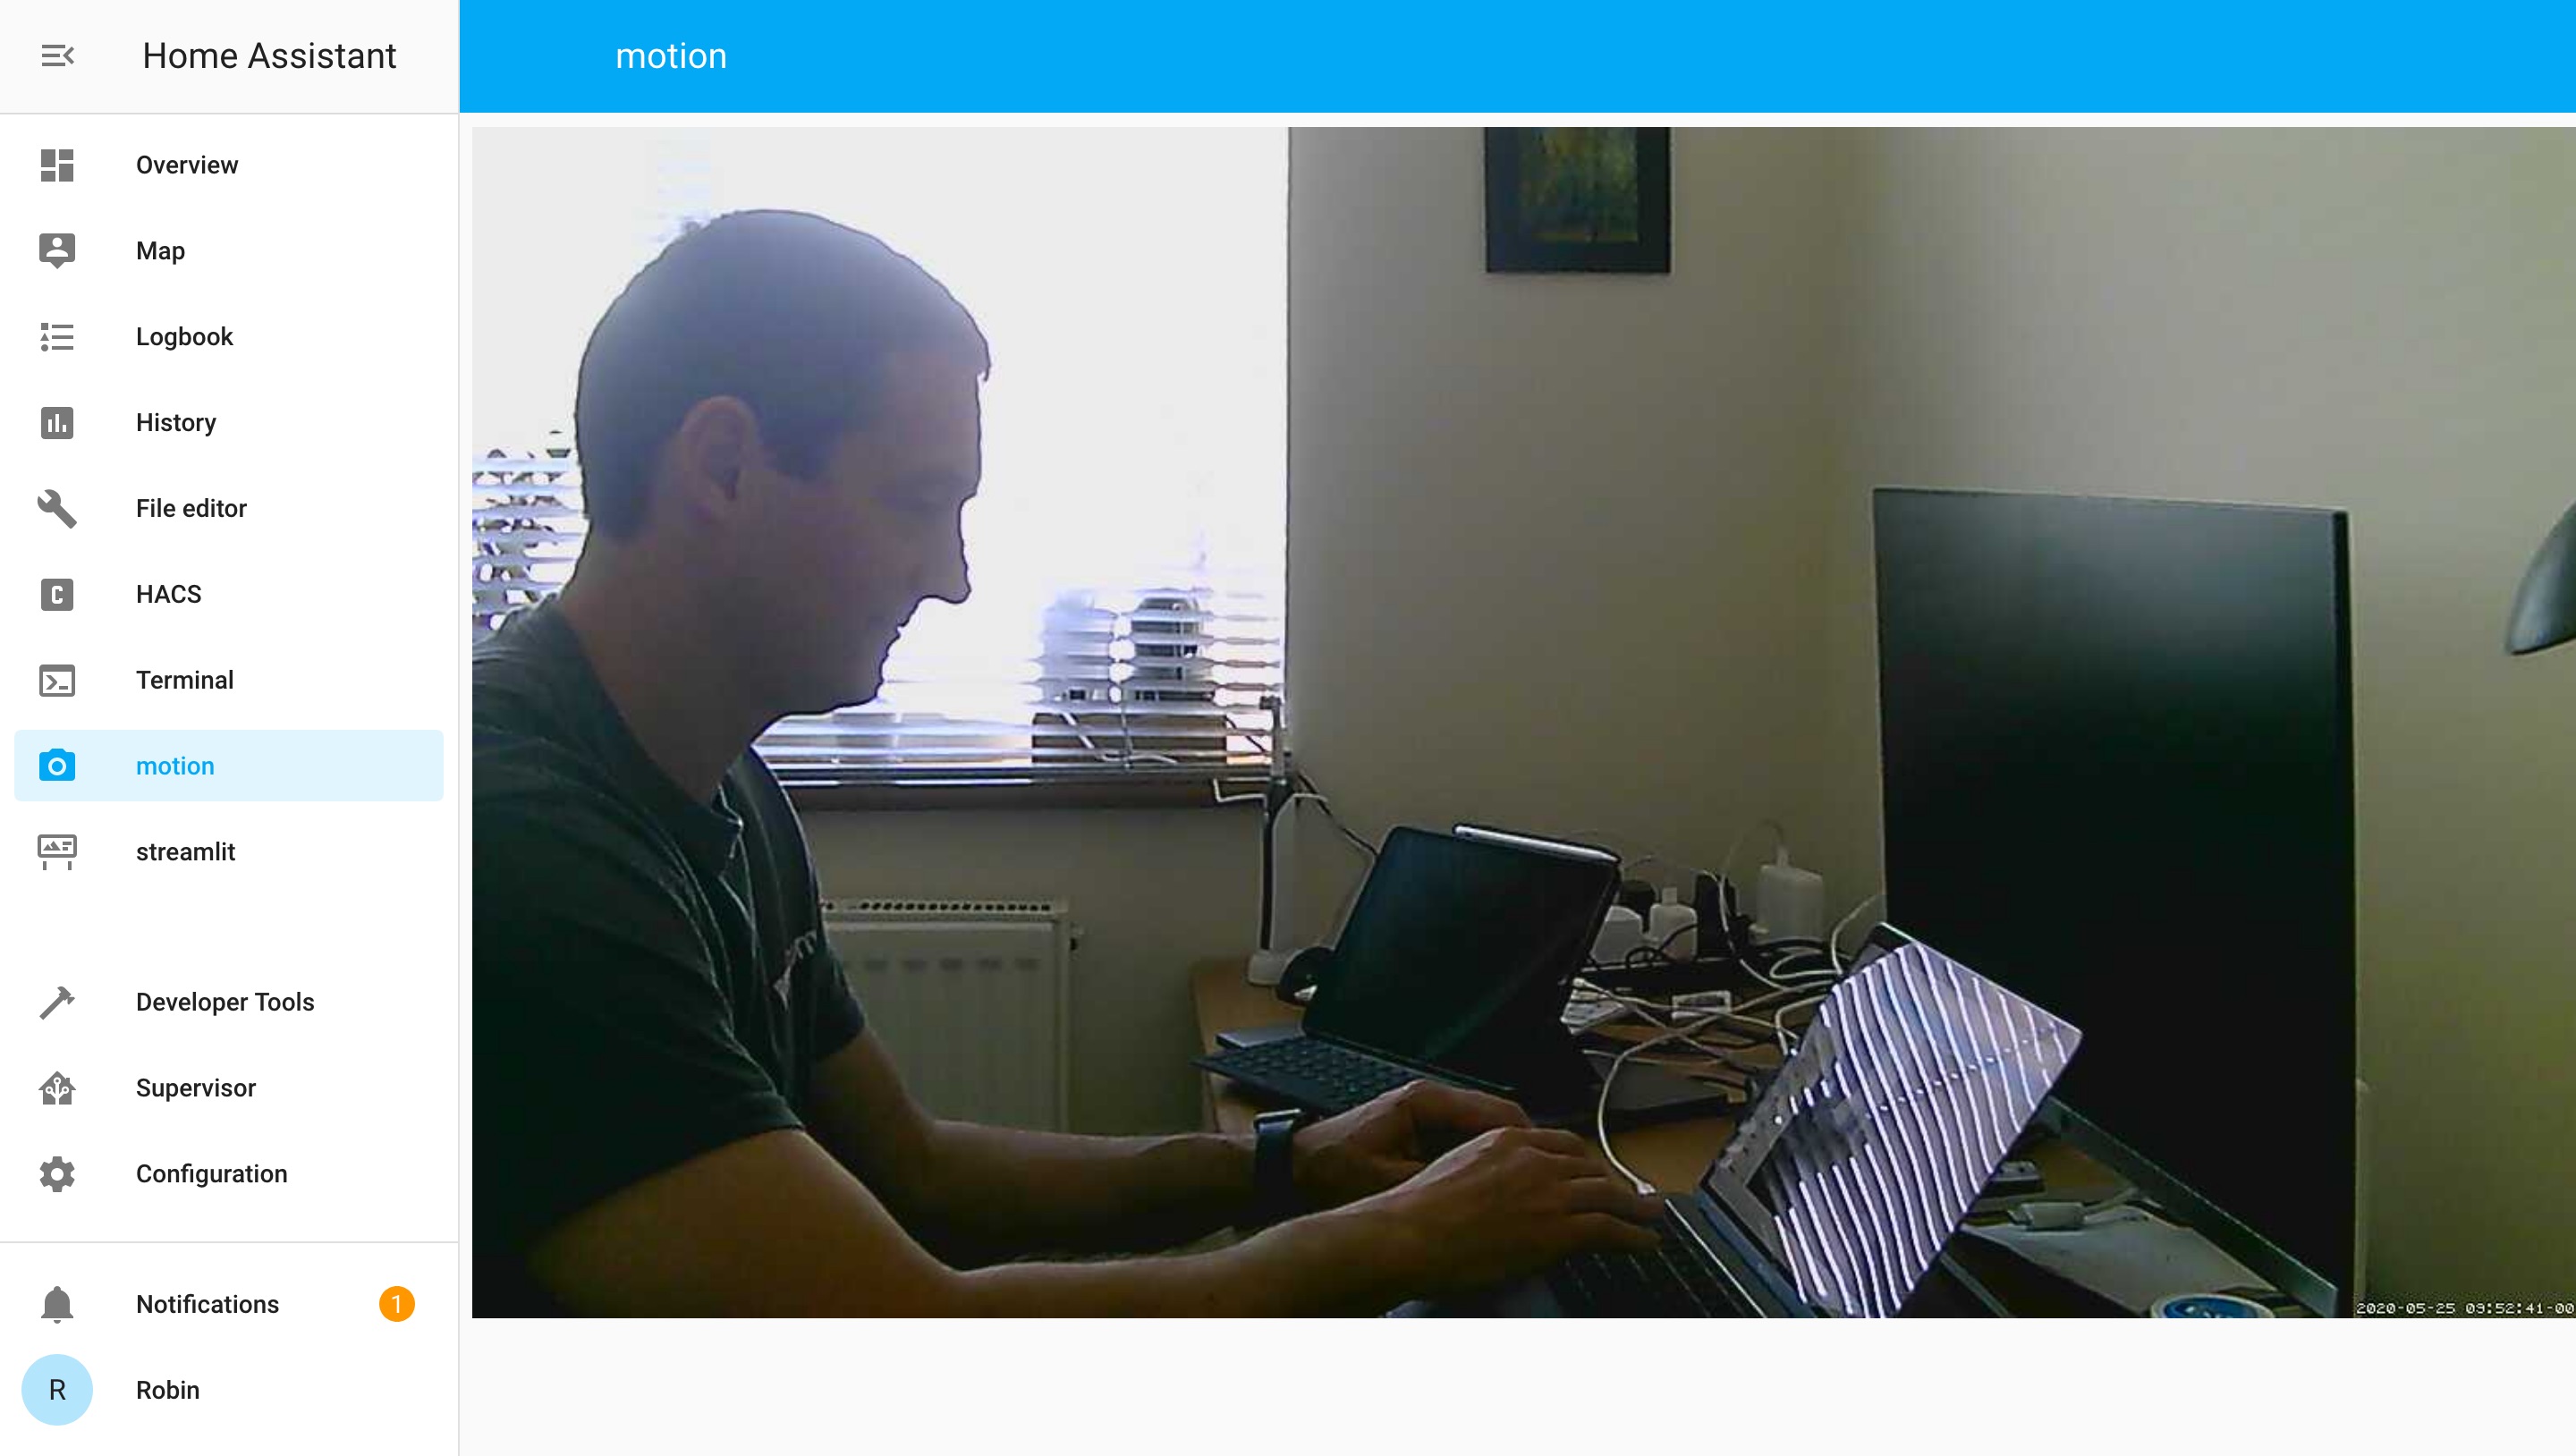 Home Assistant
motion
Overview
Map
Logbook
History
File editor
HACS
C
Terminal
motion
streamlit
Developer Tools
Supervisor
Configuration
Notifications
1
R
Robin
2020-05-25 09:52:41-00